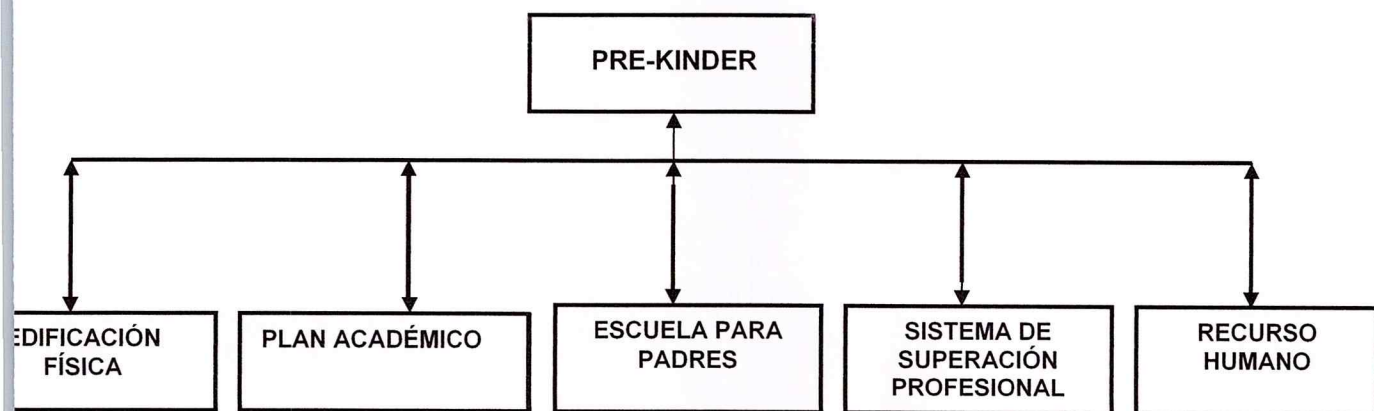 PRE-KINDER
EDIFICACIÓN
FÍSICA
PLAN ACADÉMICO
ESCUELA PARA
PADRES
SISTEMA DE
SUPERACIÓN
PROFESIONAL
RECURSO
HUMANO